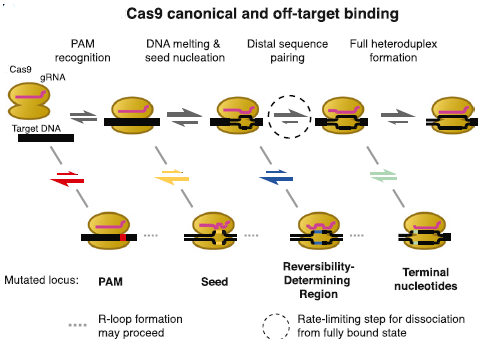 Cas9 canonical and off-target binding
PAM
recognition
DNA melting &
seed nucleation
Distal sequence
pairing
Full heteroduplex
formation
Cas9
gRNA
Target DNA
Mutated locus:
PAM
Seed
Reversibility-
Determining
Region
Terminal
nucleotides
R-loop formation
may proceed
Rate-limiting step for dissociation
from fully bound state